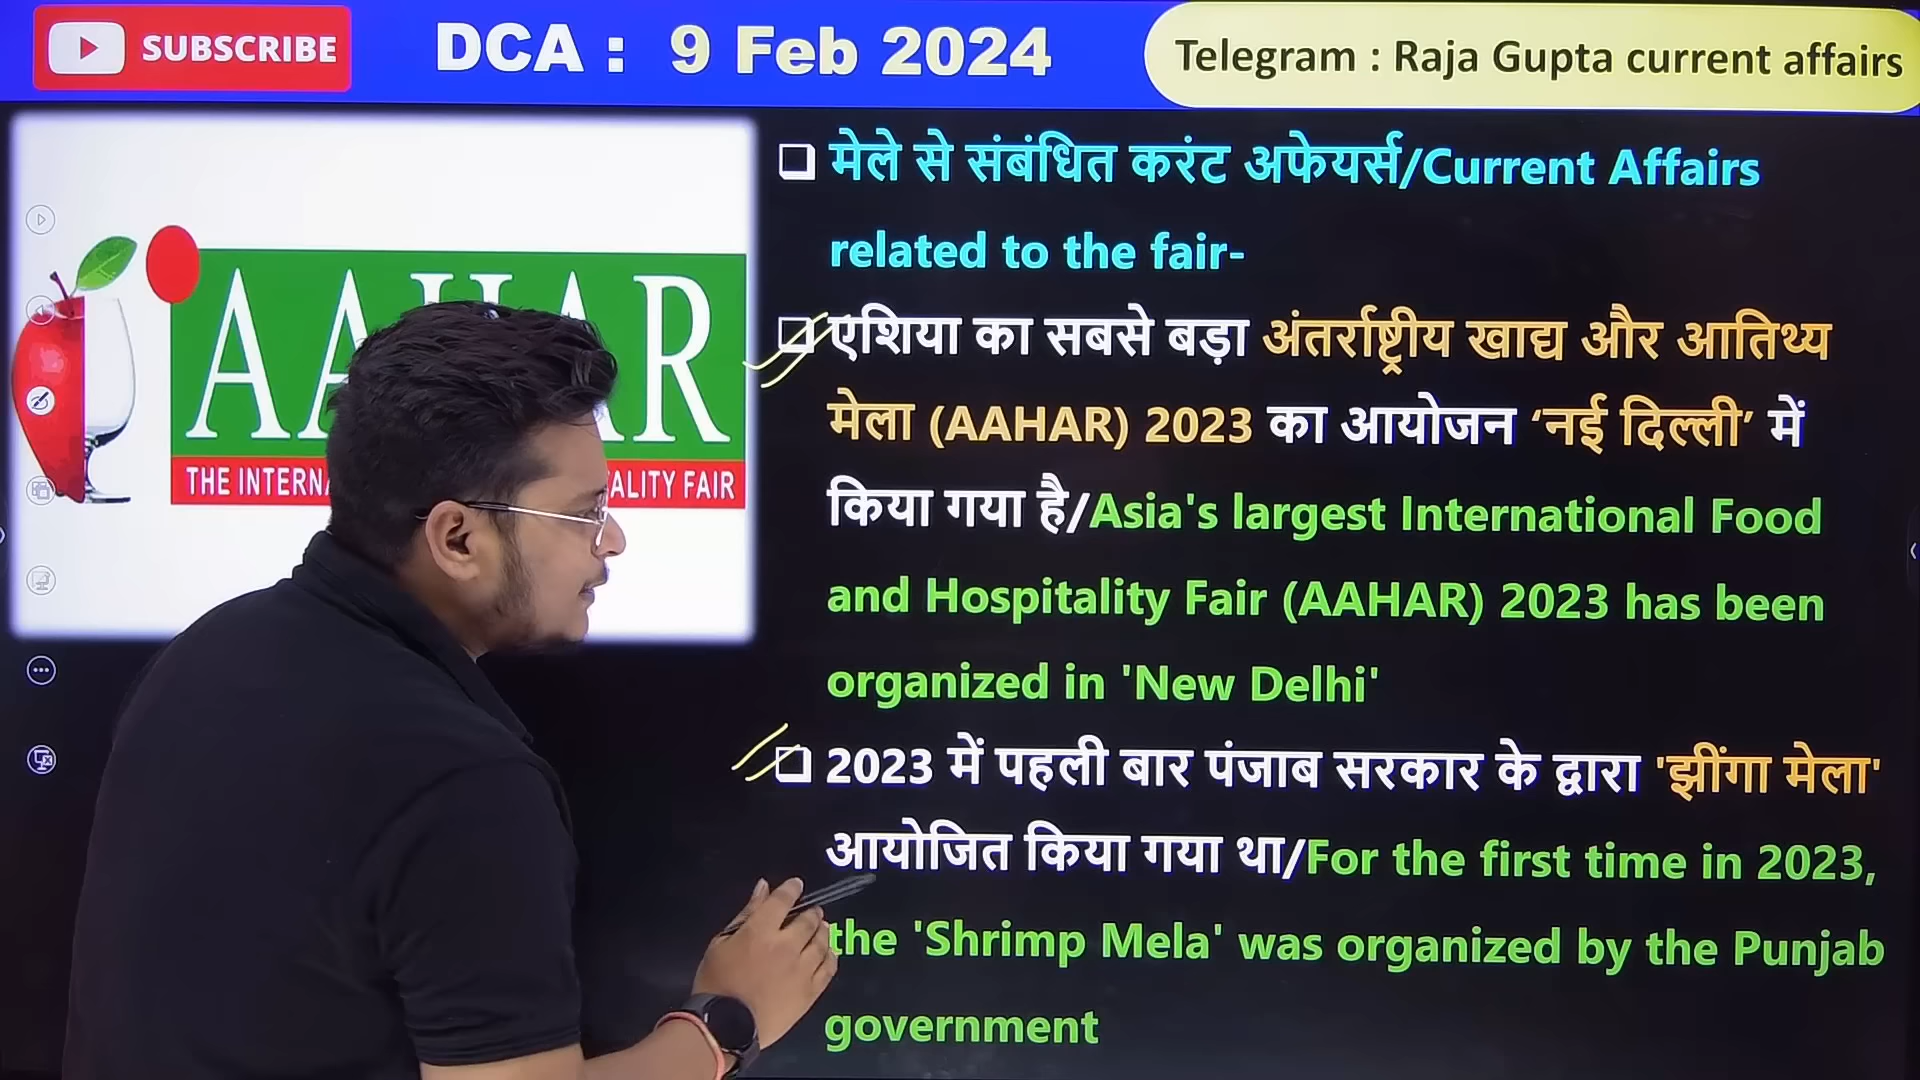 SUBSCRIBE
DCA : 9 Feb 2024
Telegram : Raja Gupta current affairs
AAHAR
THE INTERNA ALITY FAIR
मेले से संबंधित करंट अफेयर्स/Current Affairs
related to the fair-
एशिया का सबसे बड़ा अंतर्राष्ट्रीय खाद्य और आतिथ्य
मेला (AAHAR) 2023 का आयोजन ‘नई दिल्ली’ में
किया गया है/Asia's largest International Food
and Hospitality Fair (AAHAR) 2023 has been
organized in 'New Delhi'
2023 में पहली बार पंजाब सरकार के द्वारा 'झींगा मेला'
आयोजित किया गया था/For the first time in 2023,
the 'Shrimp Mela' was organized by the Punjab
government